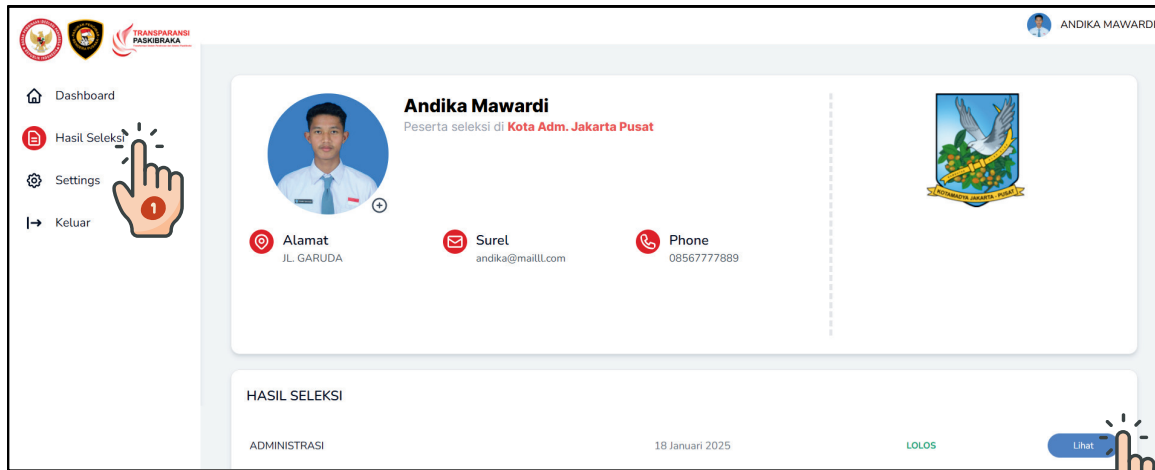 TRANSPARANSI
PASKIBRAKA
ANDIKA MAWARDI
Dashboard
Hasil Seleksi
Settings
Keluar
1
Andika Mawardi
Peserta seleksi di Kota Adm. Jakarta Pusat
KOTAMADYA JAKARTA - PUSAT
Alamat
JL. GARUDA
Surel
andika@mailll.com
Phone
08567777889
HASIL SELEKSI
ADMINISTRASI
18 Januari 2025
LOLOS
Lihat